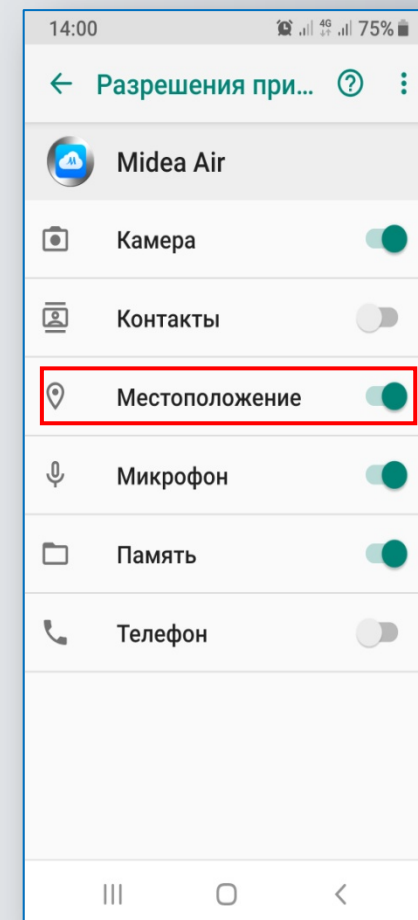 14:00 4G 75%
Разрешения при... ?
Midea Air
Камера
Контакты
Местоположение
Микрофон
Память
Телефон